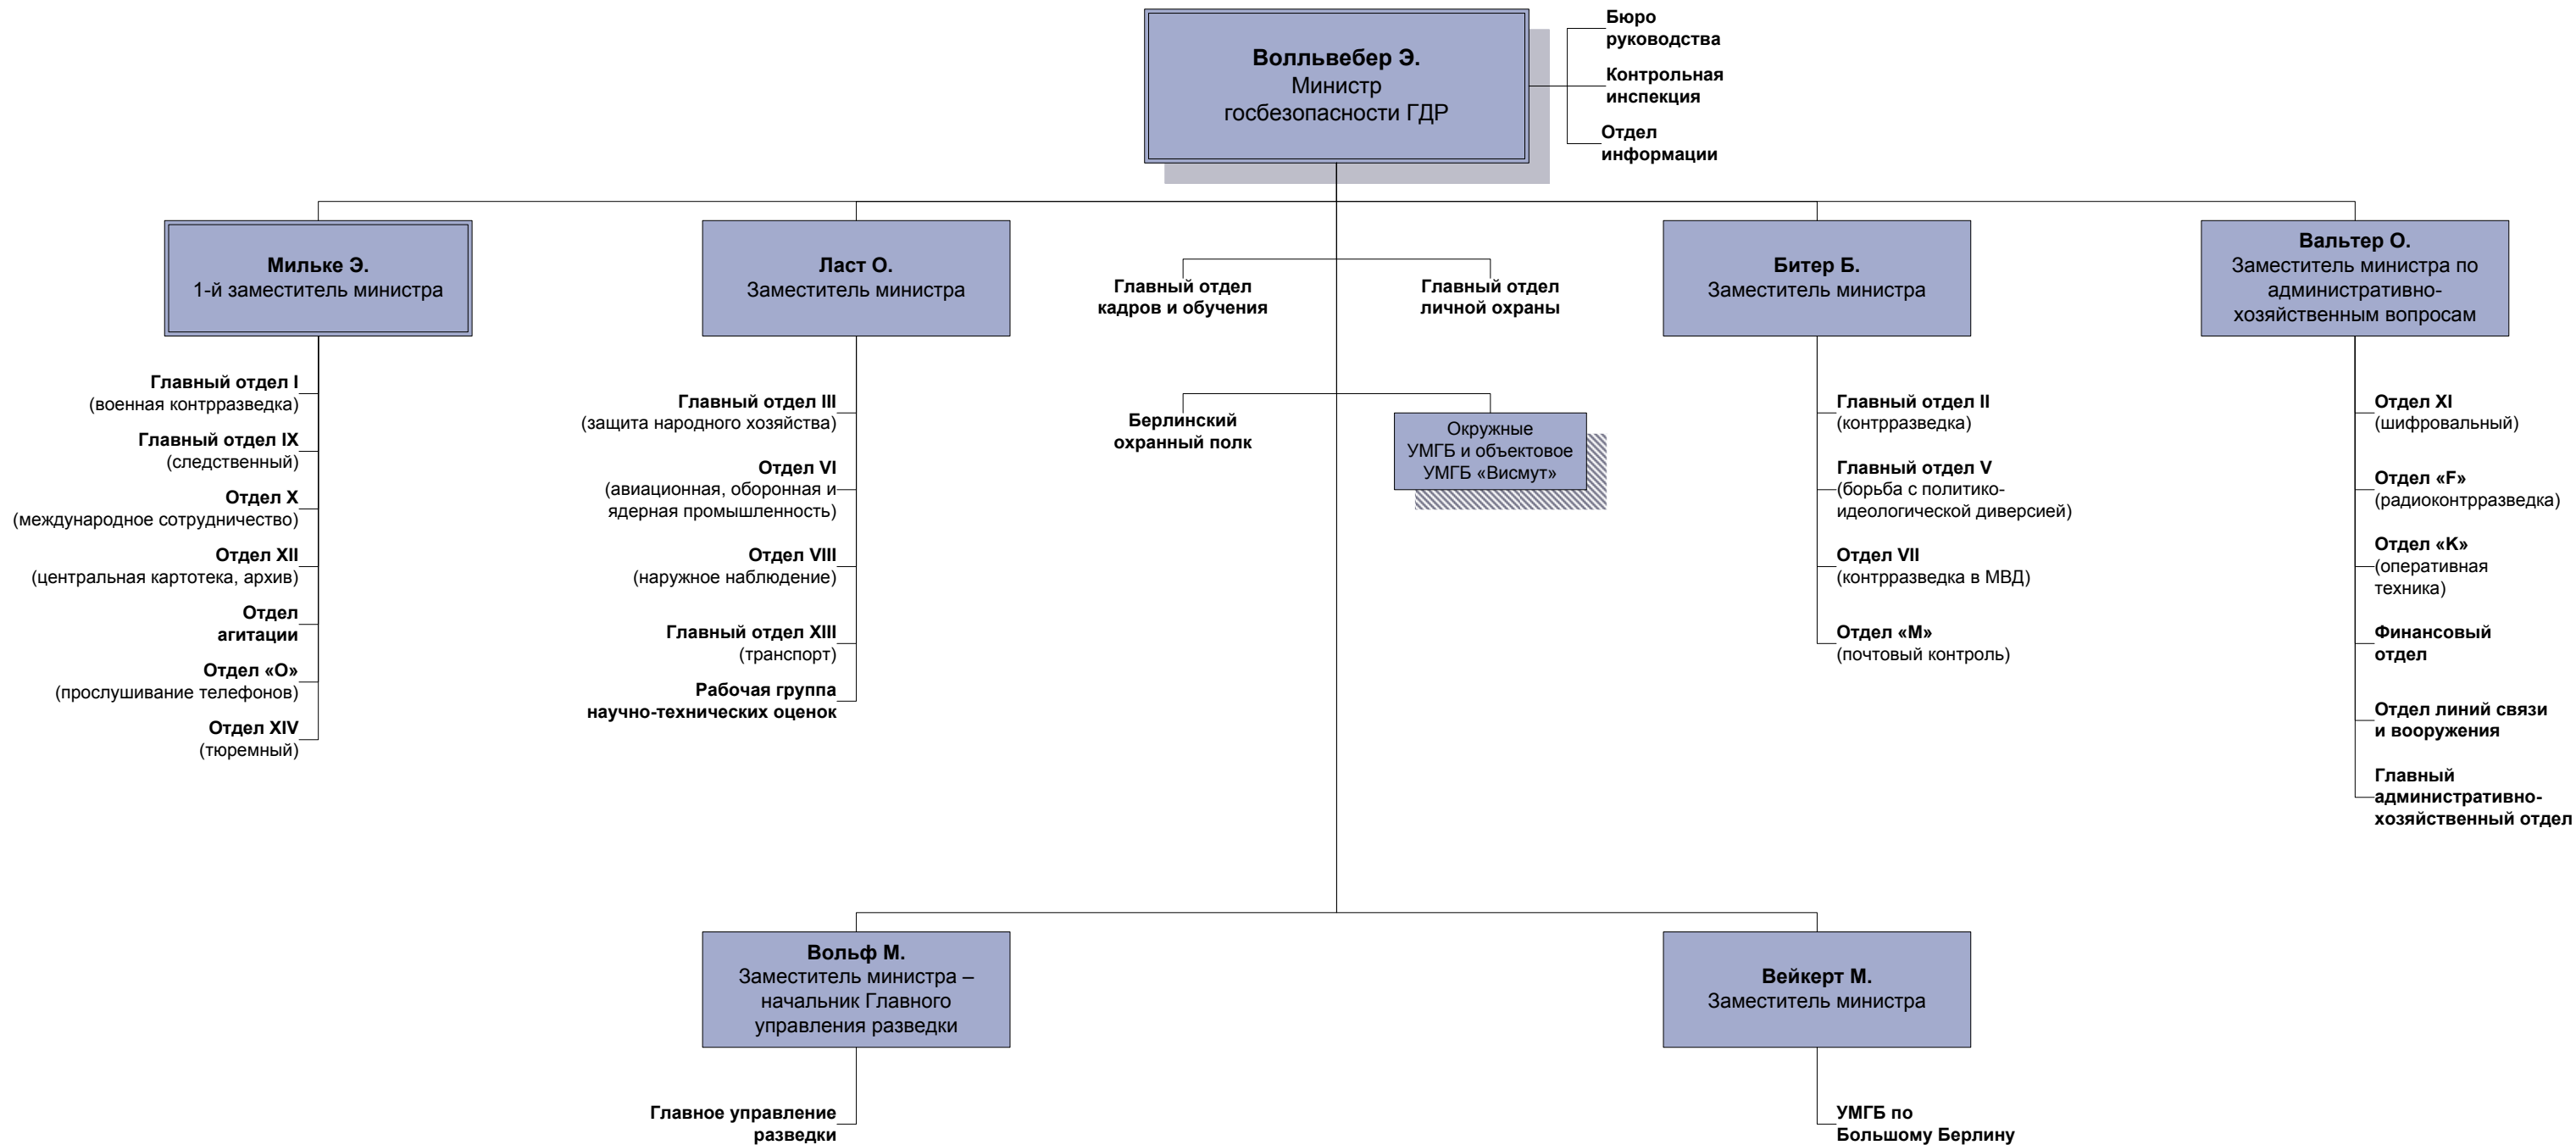 Волльвебер Э.
Министр
госбезопасности ГДР
Бюро
руководства
Контрольная
инспекция
Отдел
информации
Мильке Э.
1-й заместитель министра
Главный отдел I
(военная контрразведка)
Главный отдел IX
(следственный)
Отдел X
(международное сотрудничество)
Отдел XII
(центральная картотека, архив)
Отдел
агитации
Отдел «О»
(прослушивание телефонов)
Отдел XIV
(тюремный)
Ласт О.
Заместитель министра
Главный отдел III
(защита народного хозяйства)
Отдел VI
(авиационная, оборонная и
ядерная промышленность)
Отдел VIII
(наружное наблюдение)
Главный отдел XIII
(транспорт)
Рабочая группа
научно-технических оценок
Главный отдел
кадров и обучения
Главный отдел
личной охраны
Берлинский
охранный полк
Окружные
УМГБ и объектовое
УМГБ «Висмут»
Битер Б.
Заместитель министра
Главный отдел II
(контрразведка)
Главный отдел V
(борьба с политико-
идеологической диверсией)
Отдел VII
(контрразведка в МВД)
Отдел «М»
(почтовый контроль)
Вальтер О.
Заместитель министра по
административно-
хозяйственным вопросам
Отдел XI
(шифровальный)
Отдел «F»
(радиоконтрразведка)
Отдел «K»
(оперативная
техника)
Финансовый
отдел
Отдел линий связи
и вооружения
Главный
административно-
хозяйственный отдел
Вольф М.
Заместитель министра –
начальник Главного
управления разведки
Главное управление
разведки
Вейкерт М.
Заместитель министра
УМГБ по
Большому Берлину